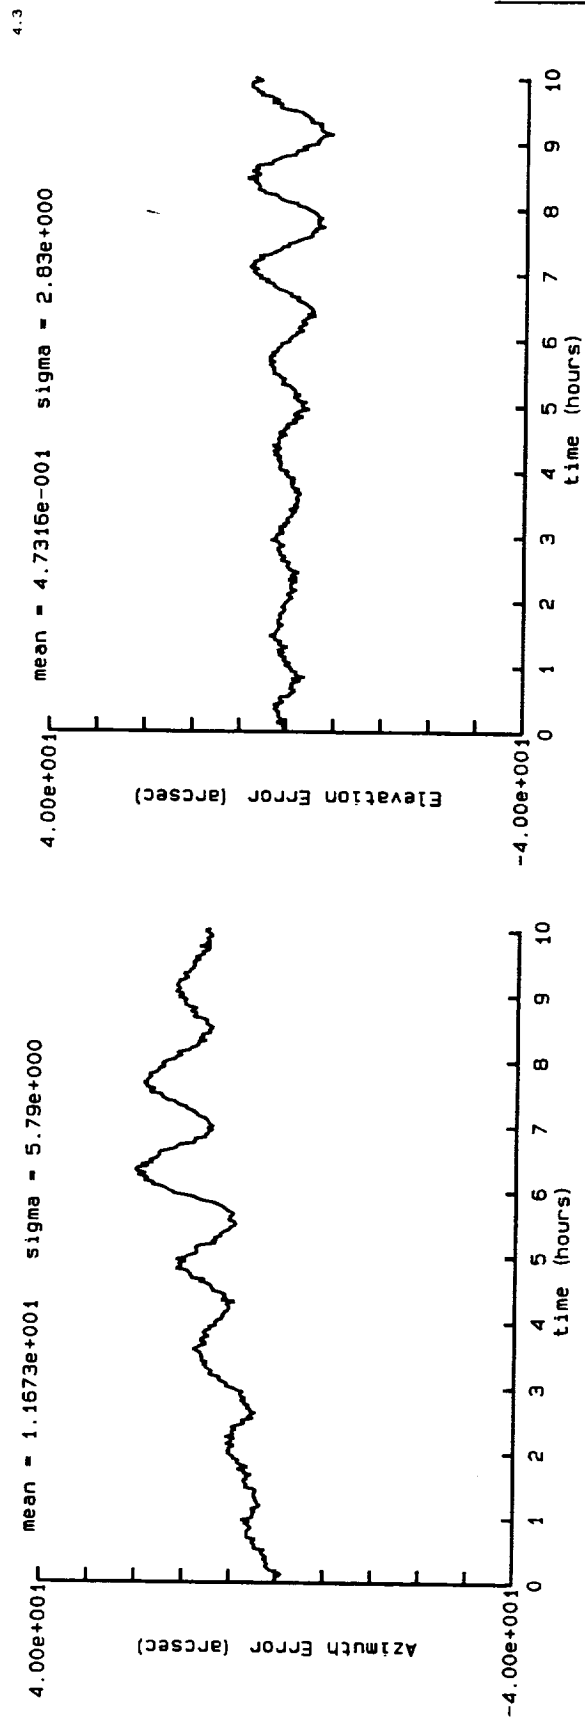 4.3
mean = 1.1673e+001 sigma = 5.79e+000
4.00e+001
Azimuth Error (arcsec)
-4.00e+001
0 1 2 3 4 5 6 7 8 9 10
time (hours)
mean = 4.7316e-001 sigma = 2.83e+000
4.00e+001
Elevation Error (arcsec)
-4.00e+001
0 1 2 3 4 5 6 7 8 9 10
time (hours)